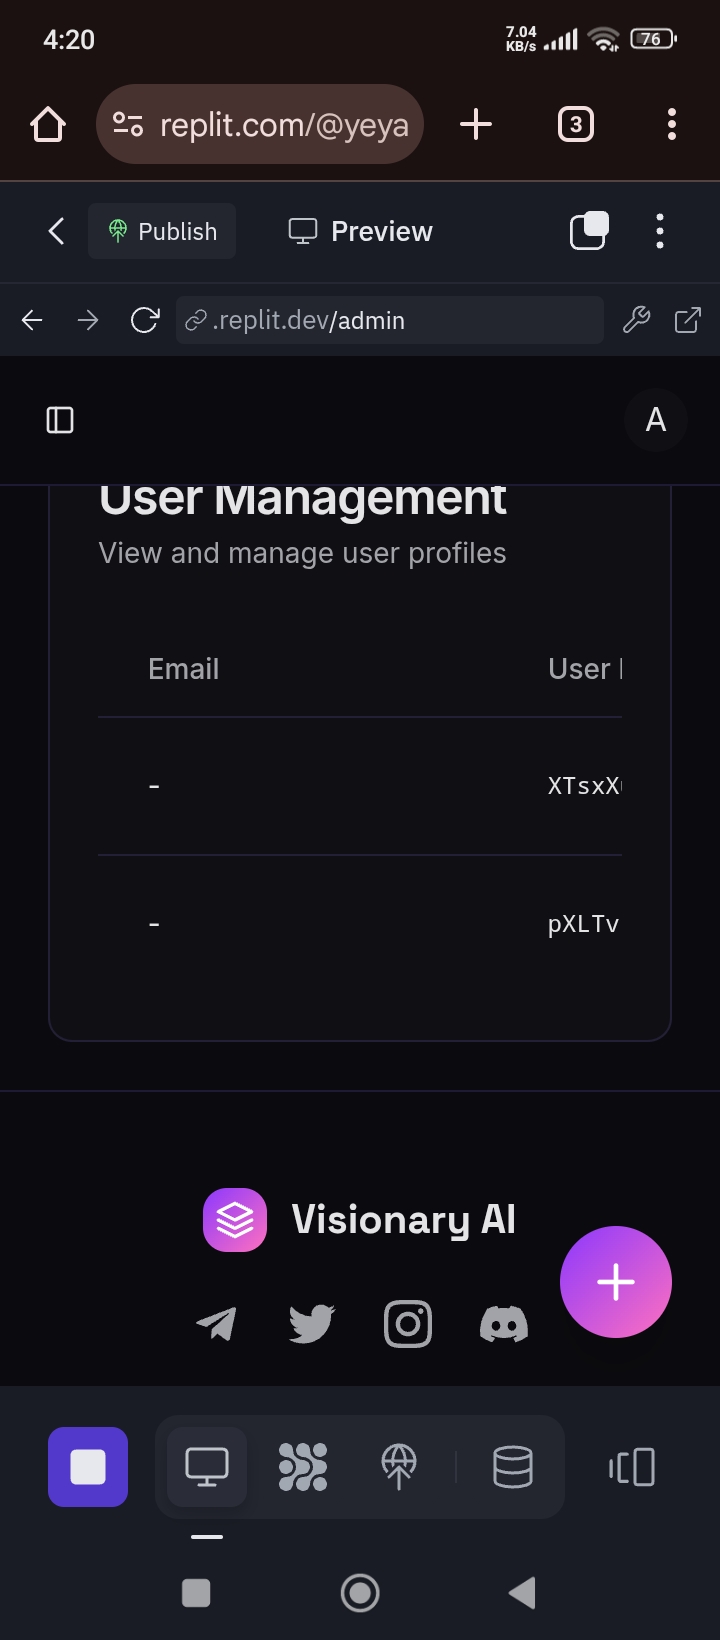 4:20
7.04
KB/s
76
replit.com/@yeya
3
Publish
Preview
.replit.dev/admin
A
User Management
View and manage user profiles
Email
User
-
XTsxX
-
pXLTv
Visionary AI